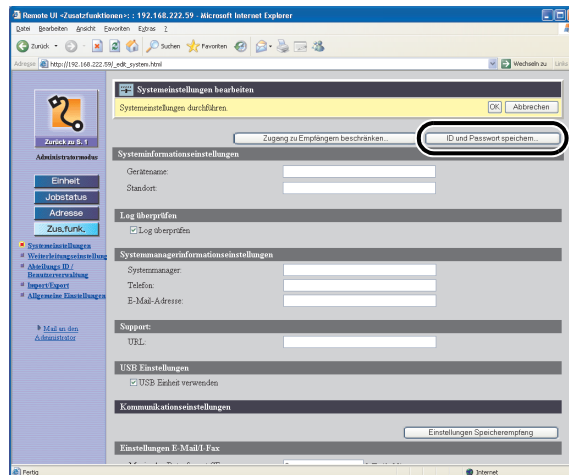 Remote UI <Zusatzfunktionen>: : 192.168.222.59 - Microsoft Internet Explorer
Datei Bearbeiten Ansicht Favoriten Extras ?
Zurück Suchen Favoriten
Adresse http://192.168.222.59/_edit_system.html Wechseln zu Links
Systemeinstellungen bearbeiten
Systemeinstellungen durchführen. OK Abbrechen
Zurück zu S. 1
Administratormodus
Einheit
Jobstatus
Adresse
Zus.funk.
Systemeinstellungen
Weiterleitungseinstellung
Abteilungs ID /
Benutzerverwaltung
Import/Export
Allgemeine Einstellungen
Mail an den
Administrator
Zugang zu Empfängern beschränken... ID und Passwort speichern...
Systeminformationseinstellungen
Gerätename:
Standort:
Log überprüfen
Log überprüfen
Systemmanagerinformationseinstellungen
Systemmanager:
Telefon:
E-Mail-Adresse:
Support:
URL:
USB Einstellungen
USB Einheit verwenden
Kommunikationseinstellungen
Einstellungen Speicherempfang
Einstellungen E-Mail/I-Fax
Fertig Internet